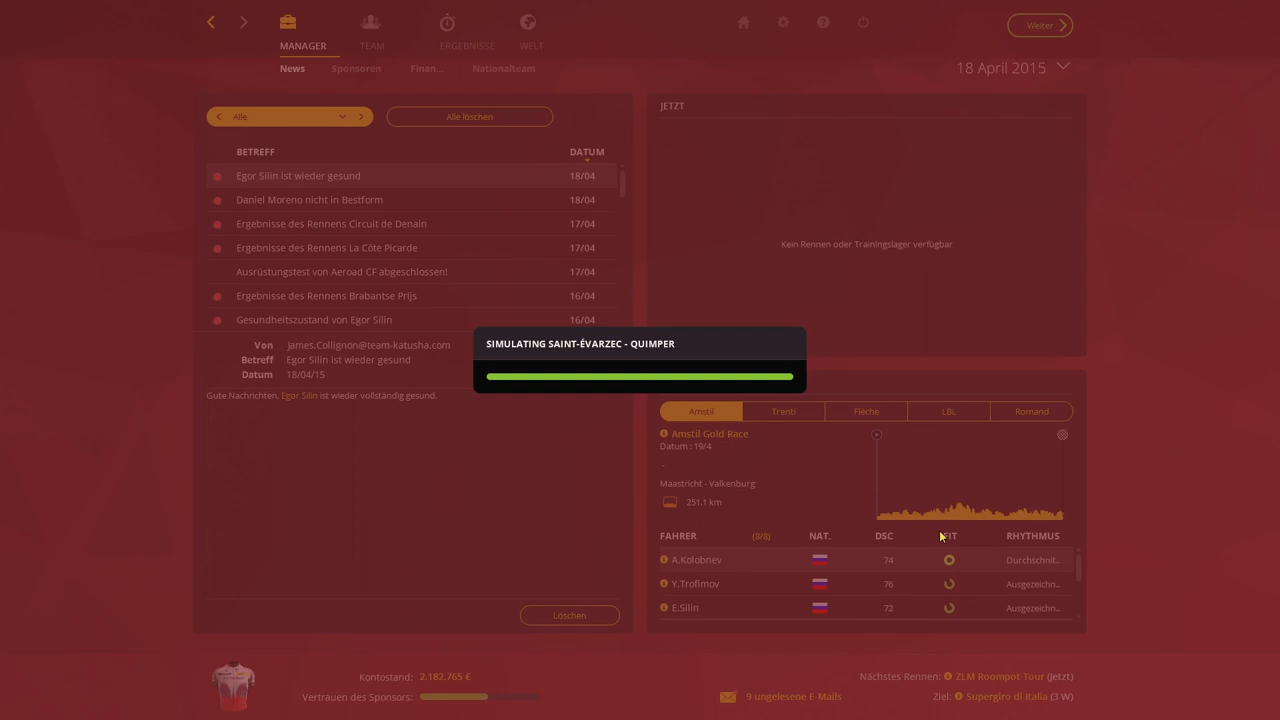 MANAGER
TEAM
ERGEBNISSE
WELT
Weiter
News
Sponsoren
Finan...
Nationalteam
18 April 2015
Alle
Alle löschen
BETREFF
DATUM
Egor Silin ist wieder gesund 18/04
Daniel Moreno nicht in Bestform 18/04
Ergebnisse des Rennens Circuit de Denain 17/04
Ergebnisse des Rennens La Côte Picarde 17/04
Ausrüstungstest von Aeroad CF abgeschlossen! 17/04
Ergebnisse des Rennens Brabantse Prijs 16/04
Gesundheitszustand von Egor Silin 16/04
Von James.Collignon@team-katusha.com
Betreff Egor Silin ist wieder gesund
Datum 18/04/15
Gute Nachrichten, Egor Silin ist wieder vollständig gesund.
Löschen
JETZT
Kein Rennen oder Trainingslager verfügbar
SIMULATING SAINT-ÉVARZEC - QUIMPER
Amstil
Trenti
Flèche
LBL
Romand
Amstil Gold Race
Datum : 19/4
-
Maastricht - Valkenburg
251.1 km
FAHRER (8/8) NAT. DSC FIT RHYTHMUS
A.Kolobnev 74 Durchschnit..
Y.Trofimov 76 Ausgezeichn..
E.Silin 72 Ausgezeichn..
Kontostand: 2.182.765 €
Vertrauen des Sponsors:
9 ungelesene E-Mails
Nächstes Rennen: ZLM Roompot Tour (Jetzt)
Ziel: Supergiro di Italia (3 W)